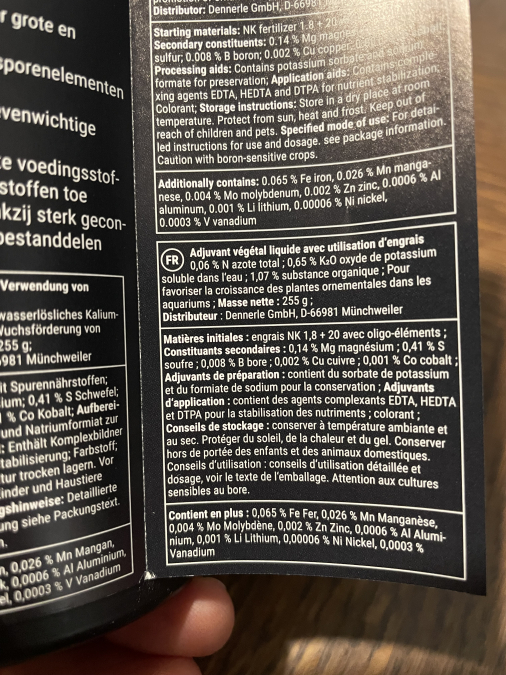 r grote en
sporenelementen
evenwichtige
e voedingsstof-
stoffen toe
kzij sterk gecon-
bestanddelen
Verwendung von
wasserlösliches Kalium-
Wuchsförderung von
255 g;
981 Münchweiler
it Spurennährstoffen;
ium; 0,41 % S Schwefel;
1 % Co Kobalt; Aufberei-
und Natriumformiat zur
: Enthält Komplexbildner
tabilisierung; Farbstoff;
tur trocken lagern. Vor
inder und Haustiere
gshinweise: Detaillierte
ung siehe Packungstext.
n.
n, 0,026 % Mn Mangan,
k, 0,0006 % Al Aluminium,
el, 0,0003 % V Vanadium
Distributor: Dennerle GmbH, D-66981
Starting materials: NK fertilizer 1.8 + 20
Secondary constituents: 0.14 % Mg magne
sulfur; 0.008 % B boron; 0.002 % Cu copper,
Processing aids: Contains potassium sorbate and sodium
formate for preservation; Application aids: Contains comple-
xing agents EDTA, HEDTA and DTPA for nutrient stabilization,
Colorant; Storage instructions: Store in a dry place at room
temperature. Protect from sun, heat and frost. Keep out of
reach of children and pets. Specified mode of use: For detai-
led instructions for use and dosage. see package information.
Caution with boron-sensitive crops.
Additionally contains: 0.065 % Fe iron, 0.026 % Mn manga-
nese, 0.004 % Mo molybdenum, 0.002 % Zn zinc, 0.0006 % Al
aluminum, 0.001 % Li lithium, 0.00006 % Ni nickel,
0.0003 % V vanadium
FR Adjuvant végétal liquide avec utilisation d'engrais
0,06 % N azote total ; 0,65 % K₂O oxyde de potassium
soluble dans l'eau ; 1,07 % substance organique ; Pour
favoriser la croissance des plantes ornementales dans les
aquariums ; Masse nette : 255 g ;
Distributeur : Dennerle GmbH, D-66981 Münchweiler
Matières initiales : engrais NK 1,8 + 20 avec oligo-éléments ;
Constituants secondaires : 0,14 % Mg magnésium ; 0,41 % S
soufre ; 0,008 % B bore ; 0,002 % Cu cuivre ; 0,001 % Co cobalt ;
Adjuvants de préparation : contient du sorbate de potassium
et du formiate de sodium pour la conservation ; Adjuvants
d'application : contient des agents complexants EDTA, HEDTA
et DTPA pour la stabilisation des nutriments ; colorant ;
Conseils de stockage : conserver à température ambiante et
au sec. Protéger du soleil, de la chaleur et du gel. Conserver
hors de portée des enfants et des animaux domestiques.
Conseils d'utilisation : conseils d'utilisation détaillée et
dosage, voir le texte de l'emballage. Attention aux cultures
sensibles au bore.
Contient en plus : 0,065 % Fe Fer, 0,026 % Mn Manganèse,
0,004 % Mo Molybdène, 0,002 % Zn Zinc, 0,0006 % Al Alumi-
nium, 0,001 % Li Lithium, 0,00006 % Ni Nickel, 0,0003 %
Vanadium